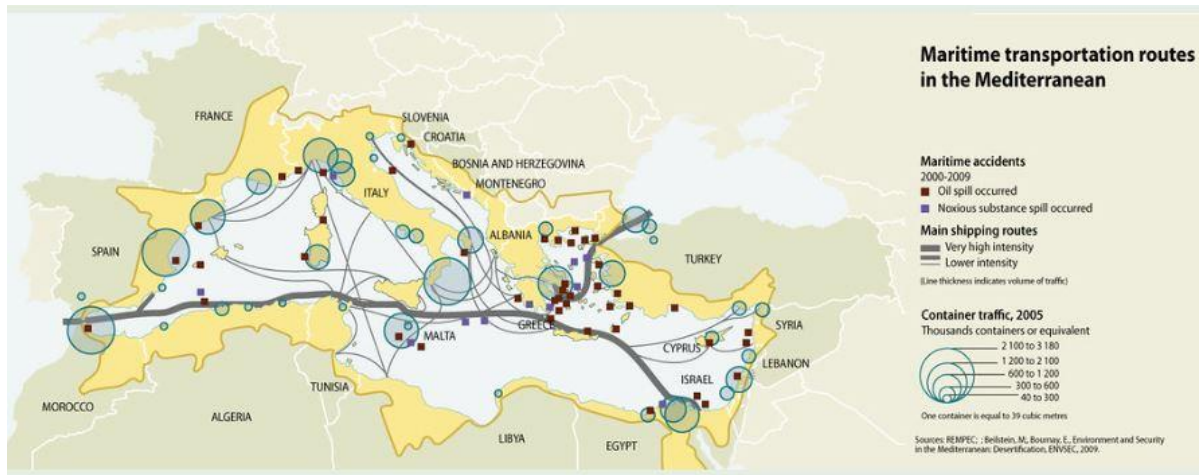 Maritime transportation routes
in the Mediterranean
Maritime accidents
2000-2009
Oil spill occurred
Noxious substance spill occurred
Main shipping routes
Very high intensity
Lower intensity
(Line thickness indicates volume of traffic)
Container traffic, 2005
Thousands containers or equivalent
2 100 to 3 180
1 200 to 2 100
600 to 1 200
300 to 600
40 to 300
One container is equal to 39 cubic metres
Sources: REMPEC; ; Beilstein, M., Bournay, E., Environment and Security
in the Mediterranean: Desertification, ENVSEC, 2009.
FRANCE
SLOVENIA
CROATIA
BOSNIA AND HERZEGOVINA
MONTENEGRO
ITALY
ALBANIA
SPAIN
TURKEY
GREECE
MALTA
CYPRUS
SYRIA
LEBANON
ISRAEL
TUNISIA
MOROCCO
ALGERIA
LIBYA
EGYPT